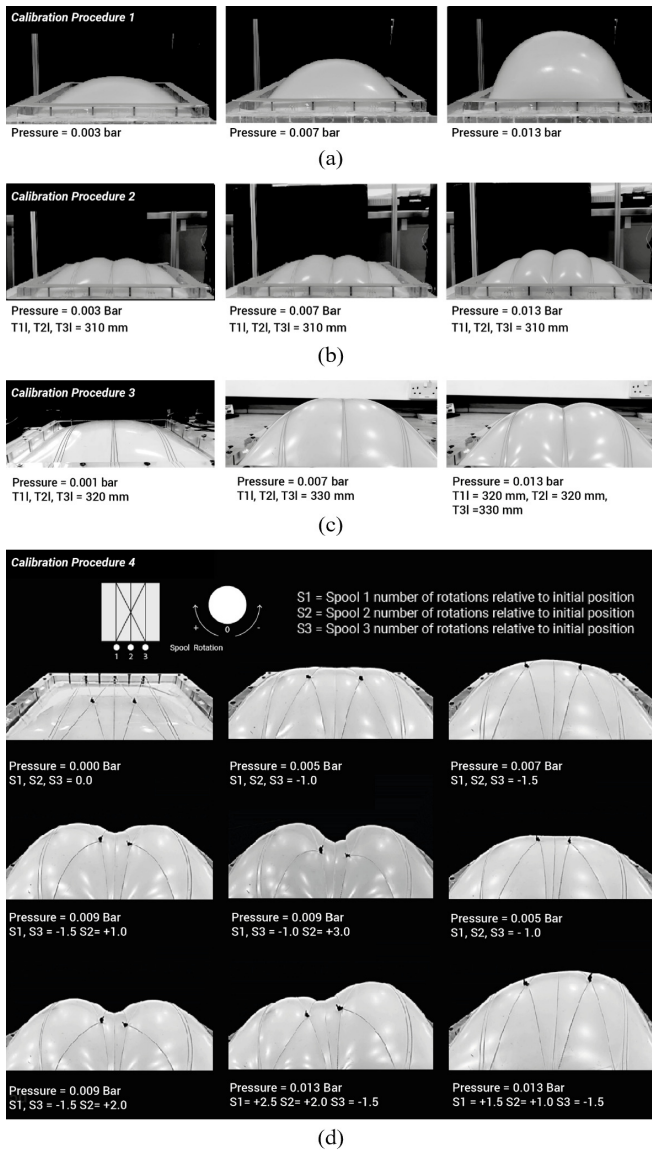 Calibration Procedure 1
Pressure = 0.003 bar
Pressure = 0.007 bar
Pressure = 0.013 bar
(a)
Calibration Procedure 2
Pressure = 0.003 Bar
T1l, T2l, T3l = 310 mm
Pressure = 0.007 Bar
T1l, T2l, T3l = 310 mm
Pressure = 0.013 Bar
T1l, T2l, T3l = 310 mm
(b)
Calibration Procedure 3
Pressure = 0.001 bar
T1l, T2l, T3l = 320 mm
Pressure = 0.007 bar
T1l, T2l, T3l = 330 mm
Pressure = 0.013 bar
T1l = 320 mm, T2l = 320 mm,
T3l =330 mm
(c)
Calibration Procedure 4
+ 0 -
1 2 3
Spool Rotation
S1 = Spool 1 number of rotations relative to initial position
S2 = Spool 2 number of rotations relative to initial position
S3 = Spool 3 number of rotations relative to initial position
Pressure = 0.000 Bar
S1, S2, S3 = 0.0
Pressure = 0.005 Bar
S1, S2, S3 = -1.0
Pressure = 0.007 Bar
S1, S2, S3 = -1.5
Pressure = 0.009 Bar
S1, S3 = -1.5 S2= +1.0
Pressure = 0.009 Bar
S1, S3 = -1.0 S2= +3.0
Pressure = 0.005 Bar
S1, S2, S3 = - 1.0
Pressure = 0.009 Bar
S1, S3 = -1.5 S2= +2.0
Pressure = 0.013 Bar
S1= +2.5 S2= +2.0 S3 = -1.5
Pressure = 0.013 Bar
S1 = +1.5 S2= +1.0 S3 = -1.5
(d)